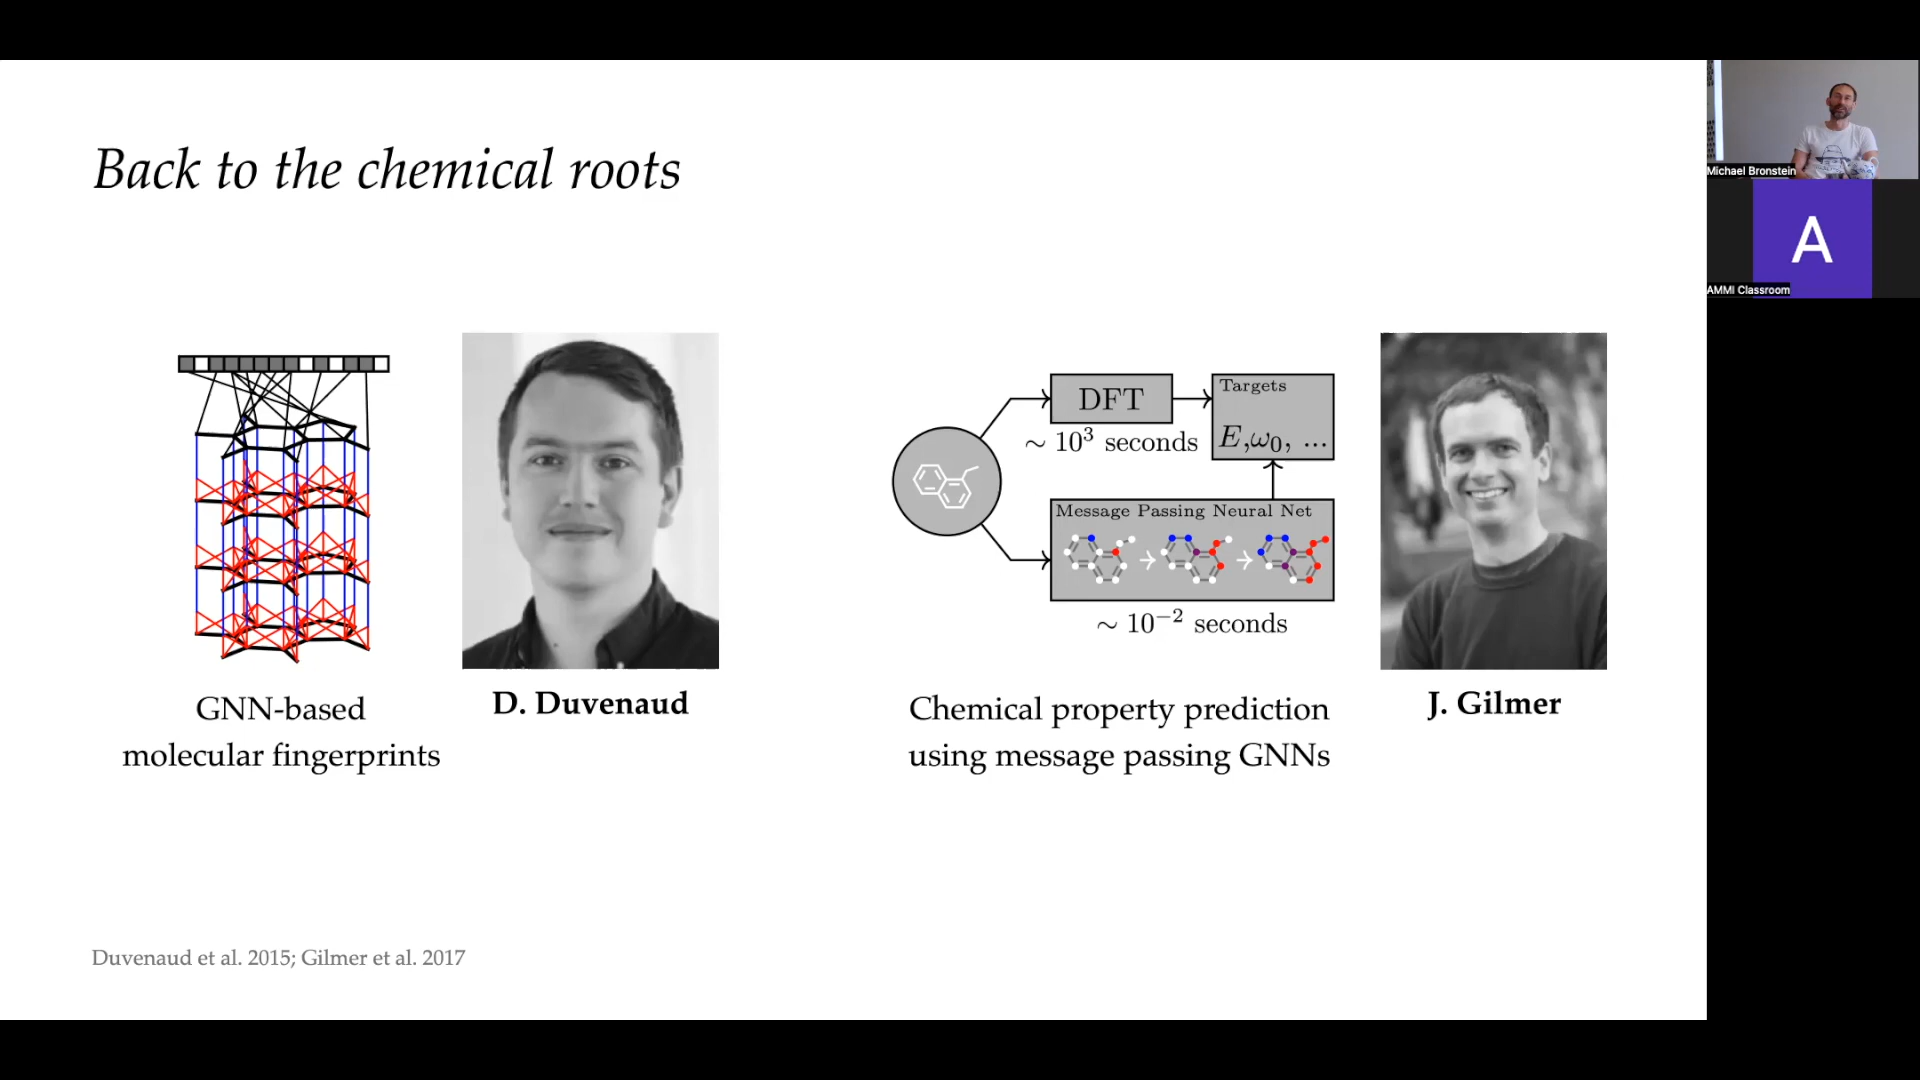 Back to the chemical roots
GNN-based
molecular fingerprints
D. Duvenaud
DFT
∼ 10³ seconds
Targets
E,ω₀, ...
Message Passing Neural Net
∼ 10⁻² seconds
Chemical property prediction
using message passing GNNs
J. Gilmer
Duvenaud et al. 2015; Gilmer et al. 2017
Michael Bronstein
A
AMMI Classroom